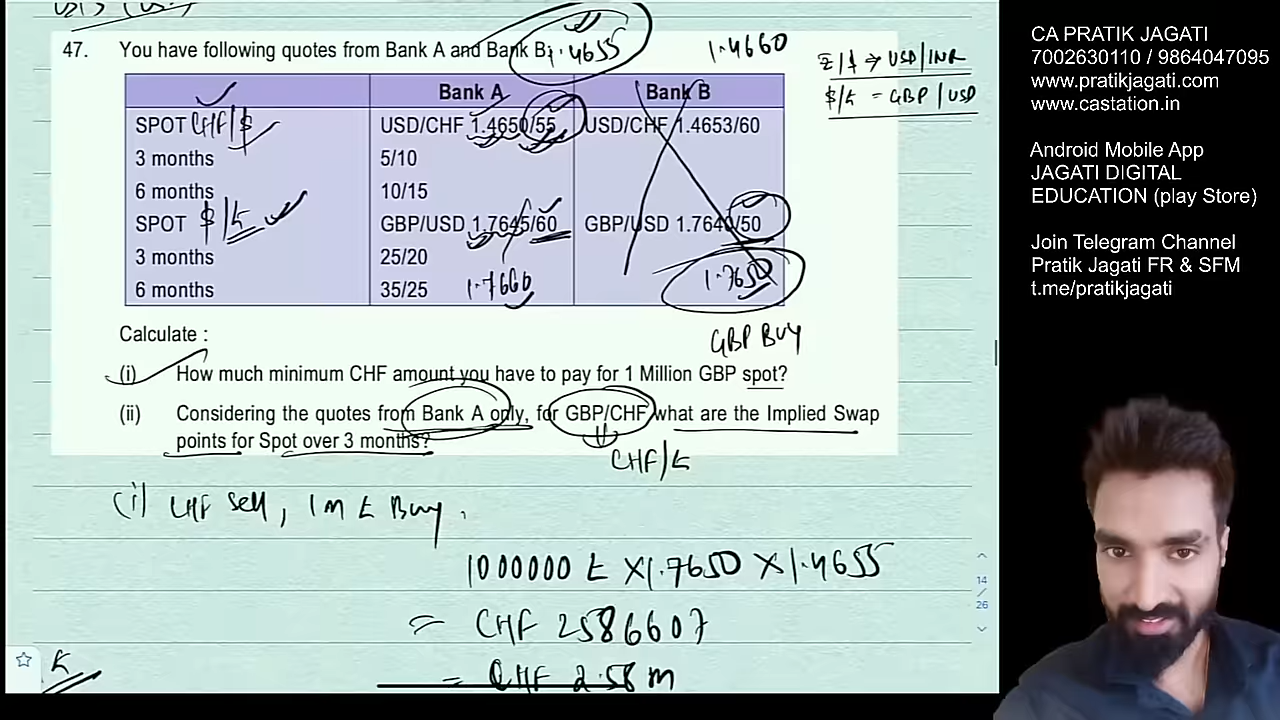 1.4655 1.4660
₹/$ → USD/INR
$/£ = GBP/USD
47. You have following quotes from Bank A and Bank B:
Bank A Bank B
SPOT CHF/$ USD/CHF 1.4650/55 USD/CHF 1.4653/60
3 months 5/10
6 months 10/15
SPOT $/£ GBP/USD 1.7645/60 GBP/USD 1.7640/50
3 months 25/20
6 months 35/25 1.7660 1.7650
GBP BUY
Calculate :
(i) How much minimum CHF amount you have to pay for 1 Million GBP spot?
(ii) Considering the quotes from Bank A only, for GBP/CHF what are the Implied Swap
points for Spot over 3 months?
CHF/£
(i) CHF Sell, 1m £ Buy.
1000000 £ X 1.7650 X 1.4655
= CHF 2586607
= CHF 2.58 m
£
14
/
26
CA PRATIK JAGATI
7002630110 / 9864047095
www.pratikjagati.com
www.castation.in
Android Mobile App
JAGATI DIGITAL
EDUCATION (play Store)
Join Telegram Channel
Pratik Jagati FR & SFM
t.me/pratikjagati